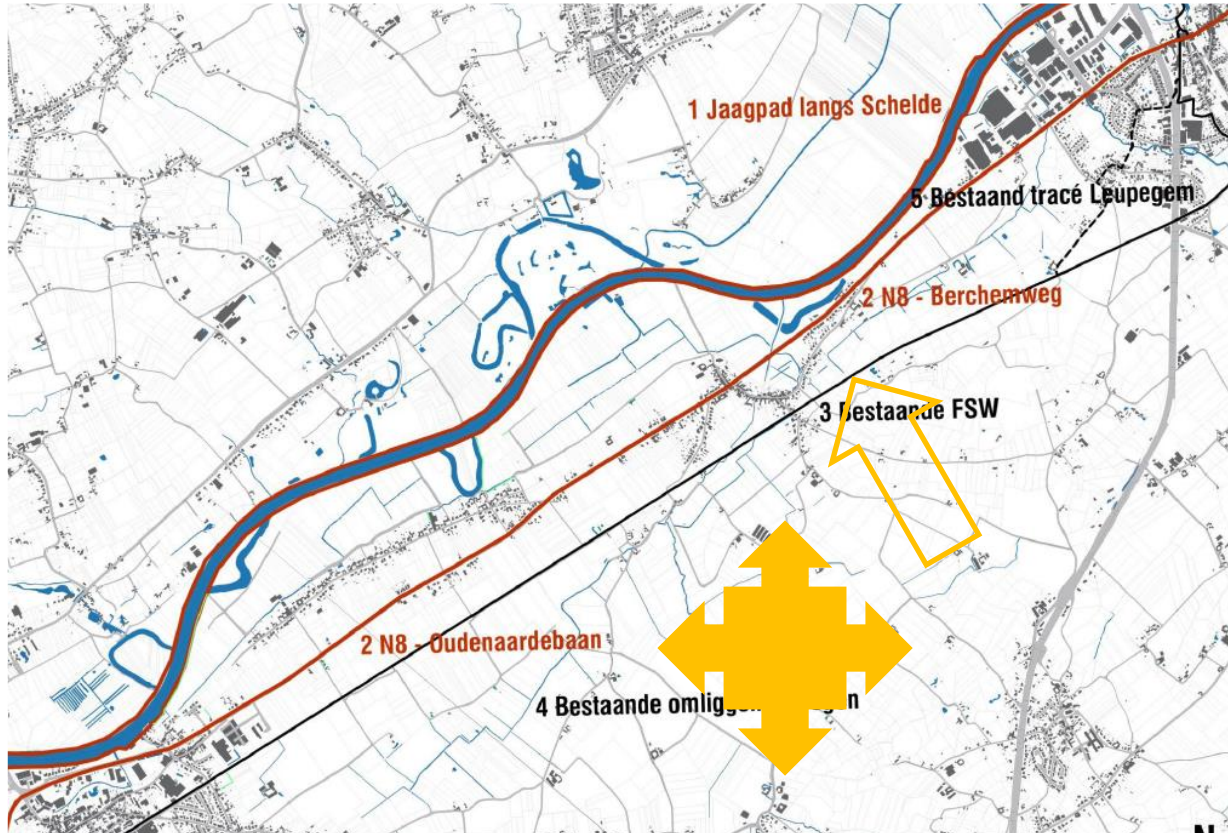 1 Jaagpad langs Schelde
5 Bestaand tracé Leupegem
2 N8 - Berchemweg
3 Bestaande FSW
2 N8 - Oudenaardebaan
4 Bestaande
N